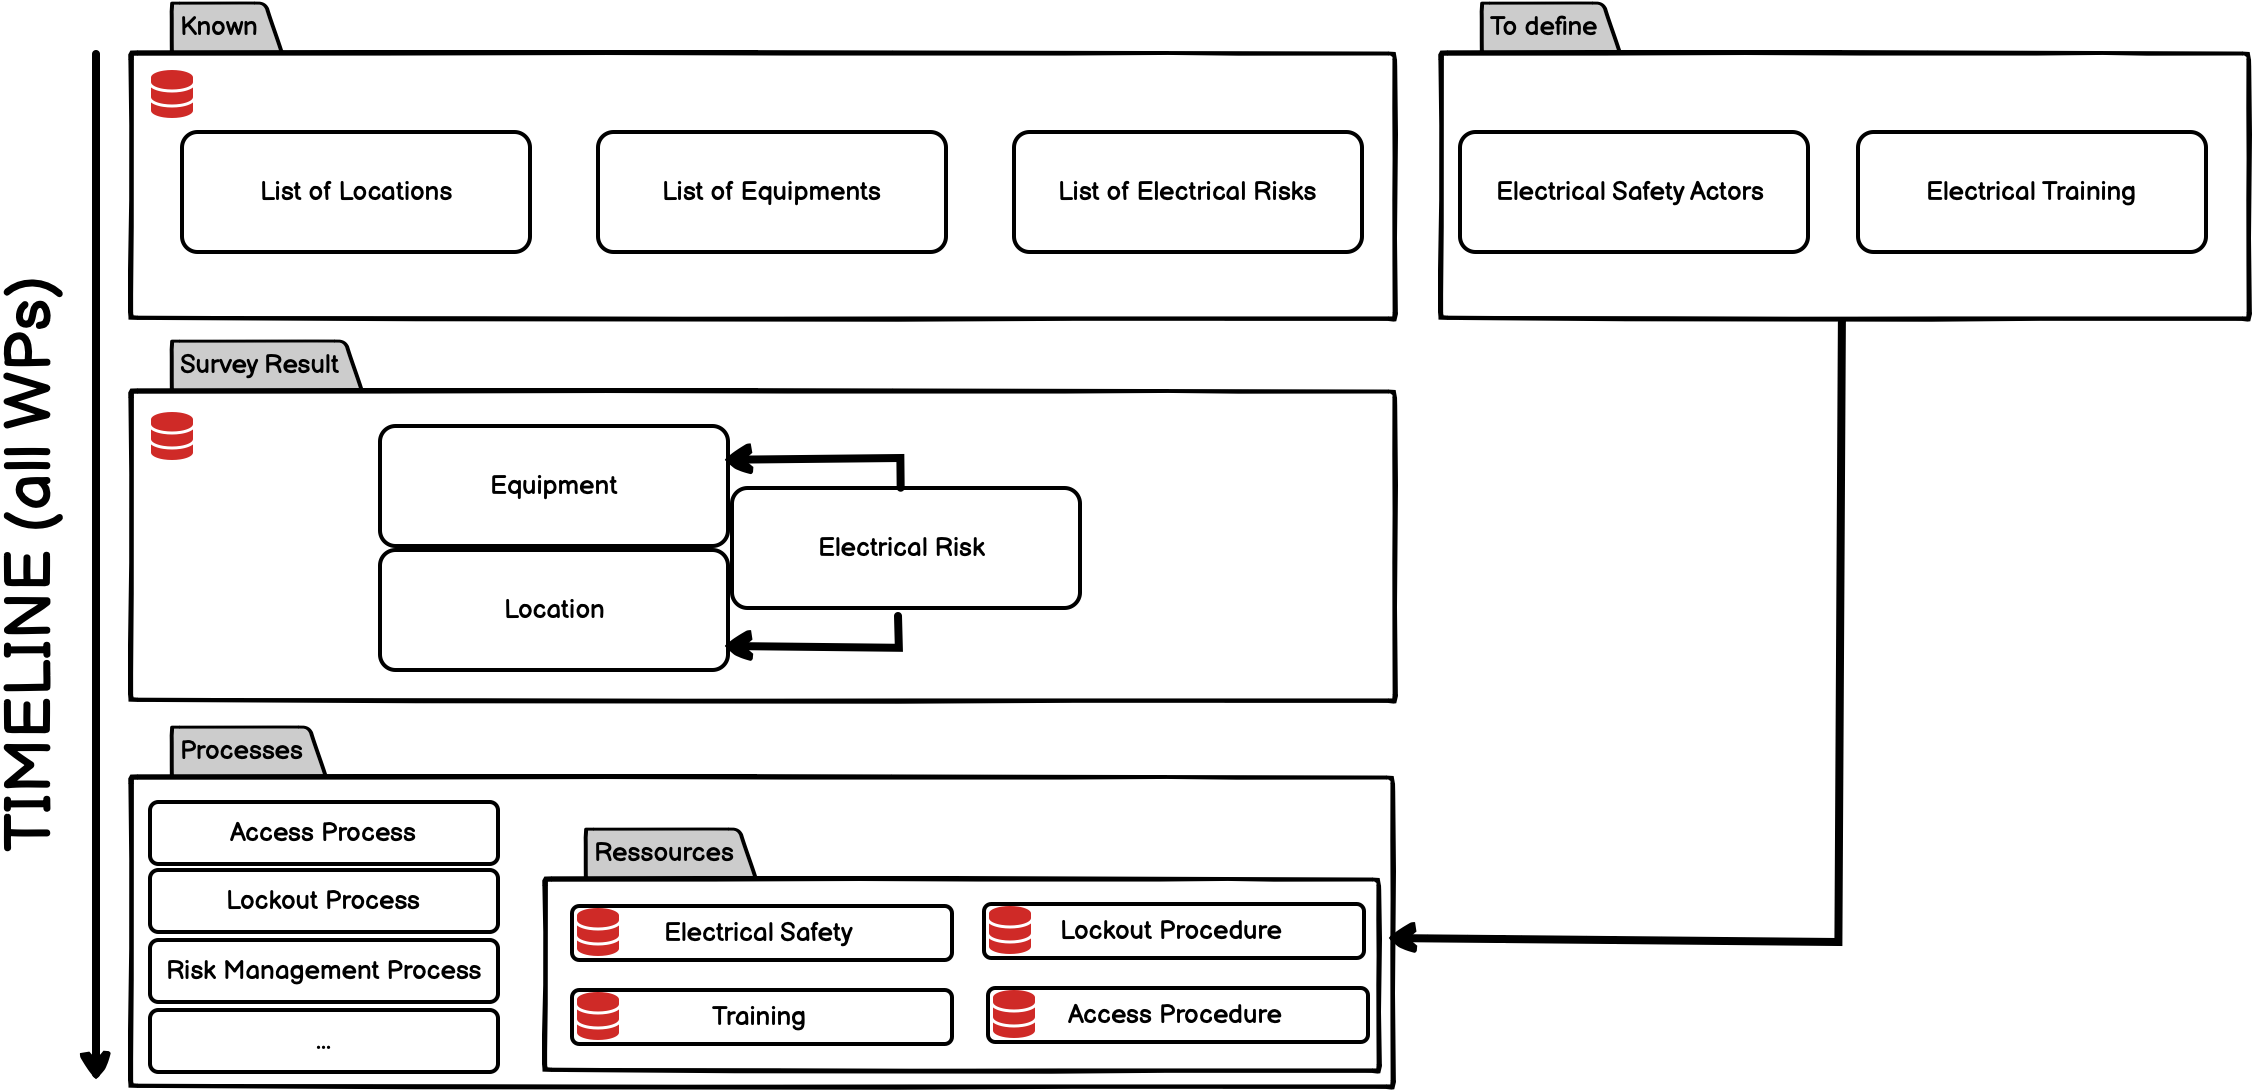 TIMELINE (all WPs)
Known
List of Locations
List of Equipments
List of Electrical Risks
To define
Electrical Safety Actors
Electrical Training
Survey Result
Equipment
Location
Electrical Risk
Processes
Access Process
Lockout Process
Risk Management Process
...
Ressources
Electrical Safety
Lockout Procedure
Training
Access Procedure